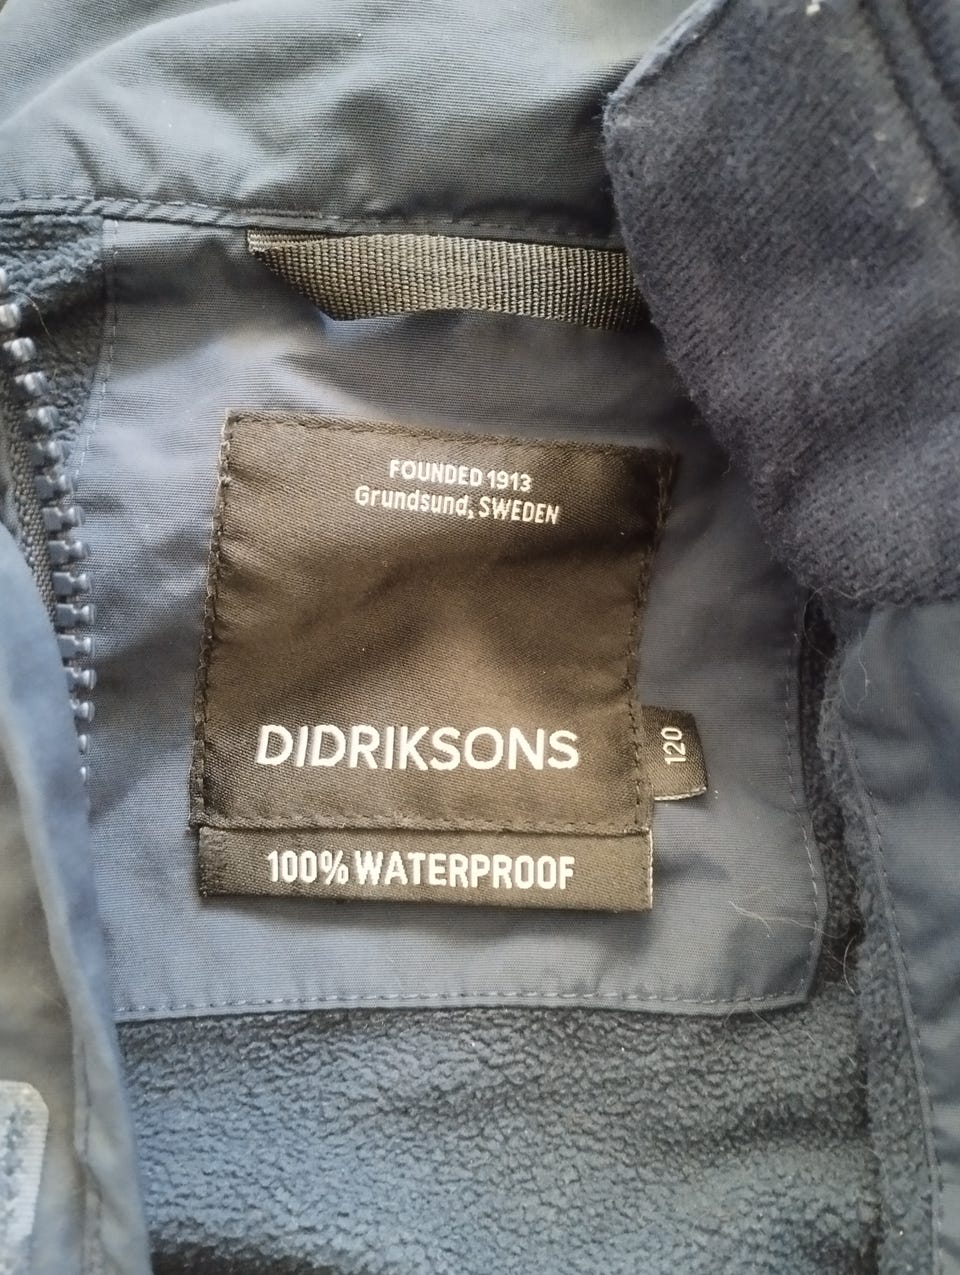 FOUNDED 1913
Grundsund, SWEDEN
DIDRIKSONS
120
100% WATERPROOF